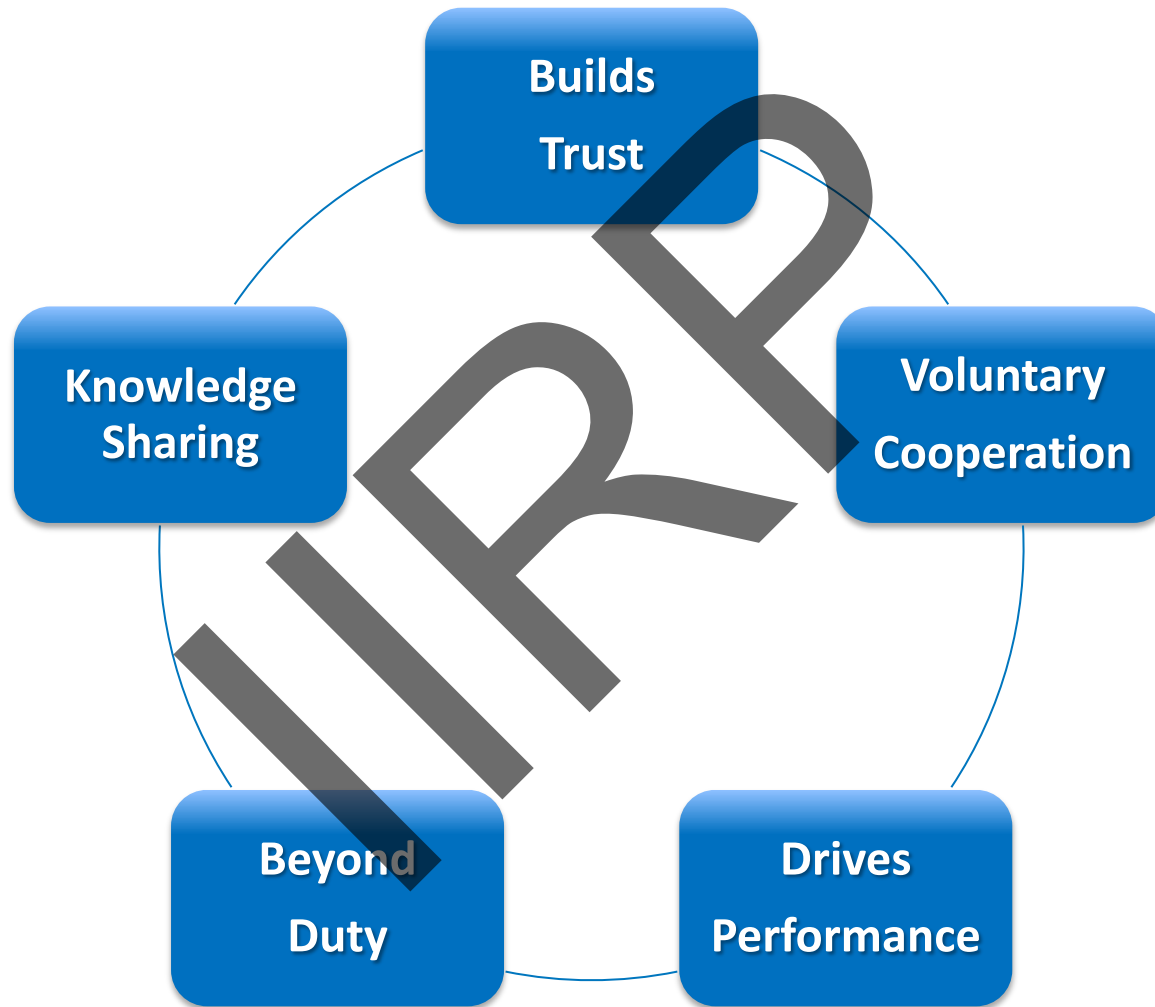 Builds
Trust
Voluntary
Cooperation
Drives
Performance
Beyond
Duty
Knowledge
Sharing
IIRP